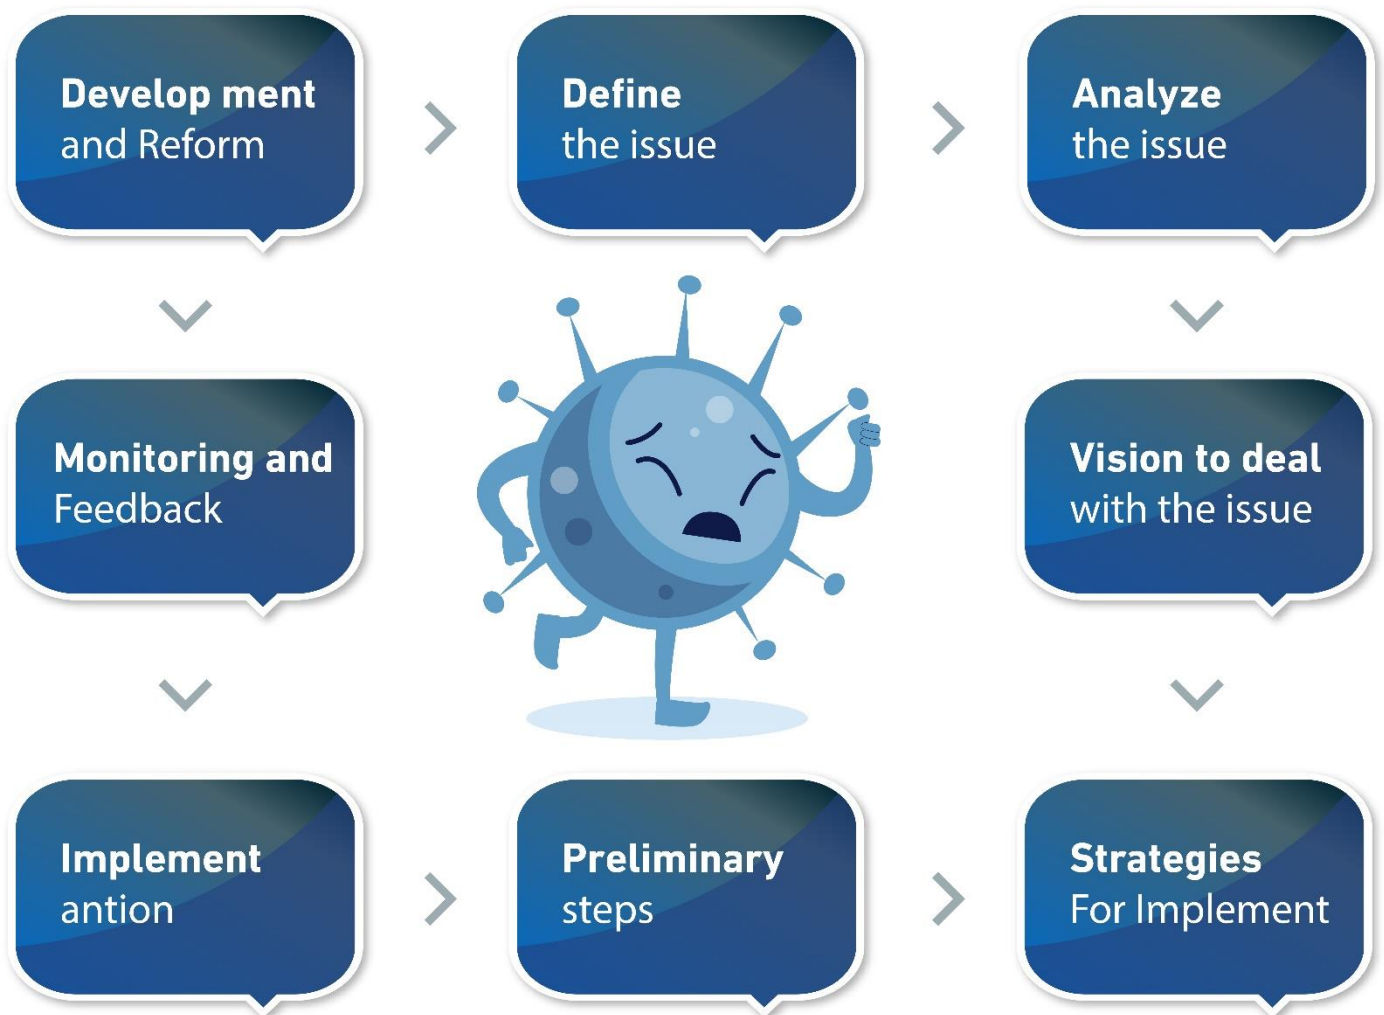 Develop ment
and Reform
Define
the issue
Analyze
the issue
Monitoring and
Feedback
Vision to deal
with the issue
Implement
antion
Preliminary
steps
Strategies
For Implement